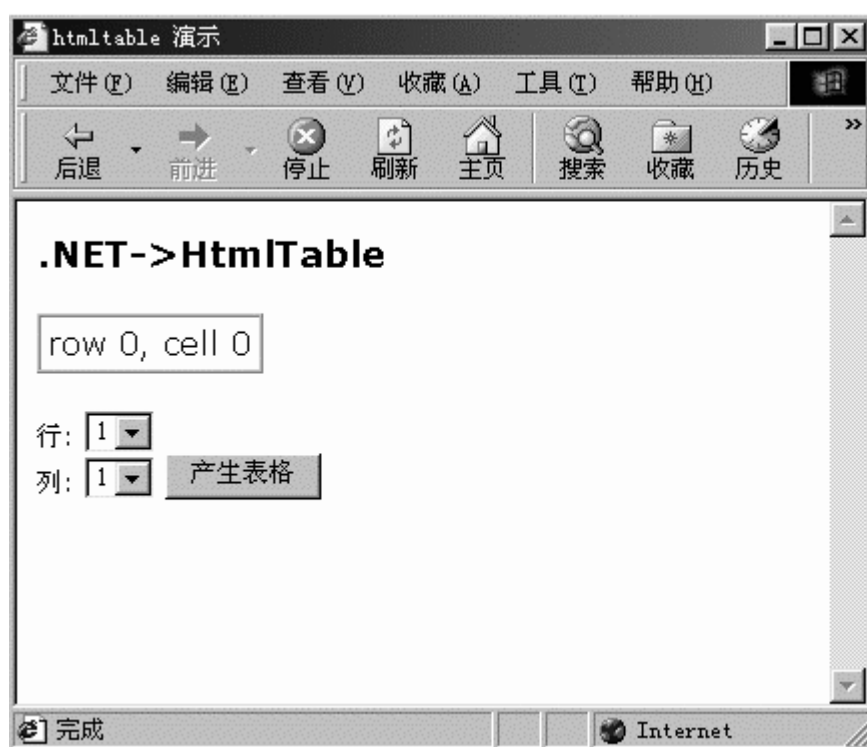 htmltable 演示
文件(F) 编辑(E) 查看(V) 收藏(A) 工具(T) 帮助(H)
后退 前进 停止 刷新 主页 搜索 收藏 历史 »
.NET->HtmlTable
row 0, cell 0
行: 1
列: 1 产生表格
完成 Internet